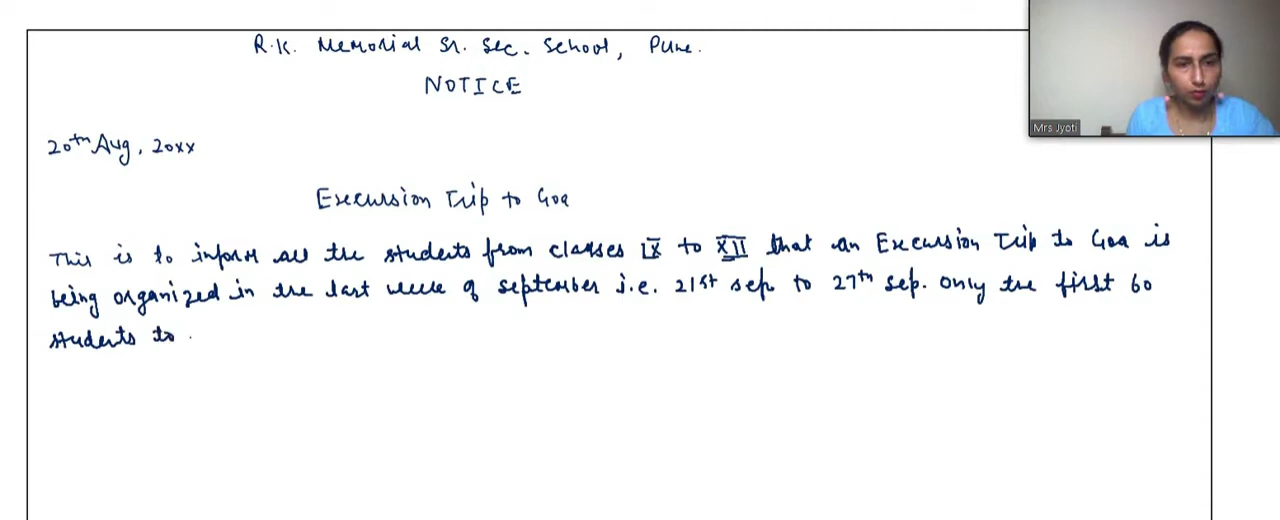 R.K. Memorial Sr. Sec. School, Pune.
NOTICE
Mrs Jyoti
20th Aug, 20xx
Excursion Trip to Goa
This is to inform all the students from classes IX to XII that an Excursion Trip to Goa is
being organized in the last week of september i.e. 21st sep to 27th sep. only the first 60
students to